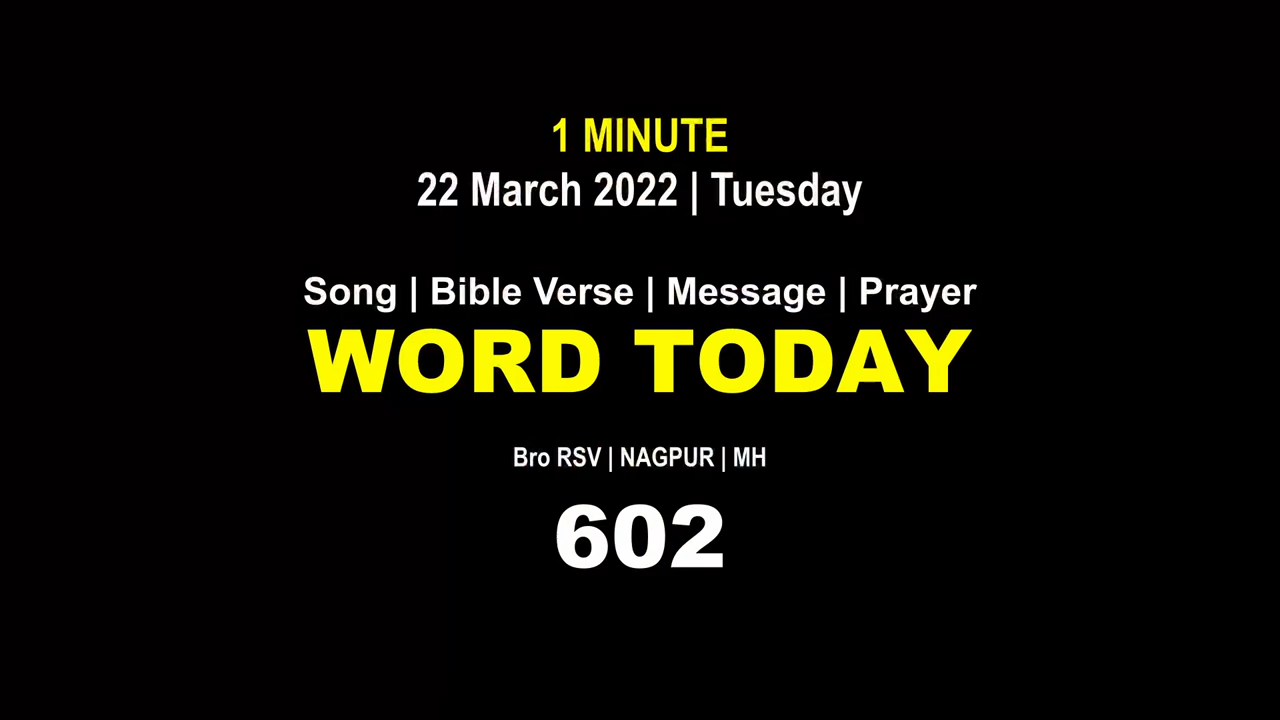 1 MINUTE
22 March 2022 | Tuesday
Song | Bible Verse | Message | Prayer
WORD TODAY
Bro RSV | NAGPUR | MH
602